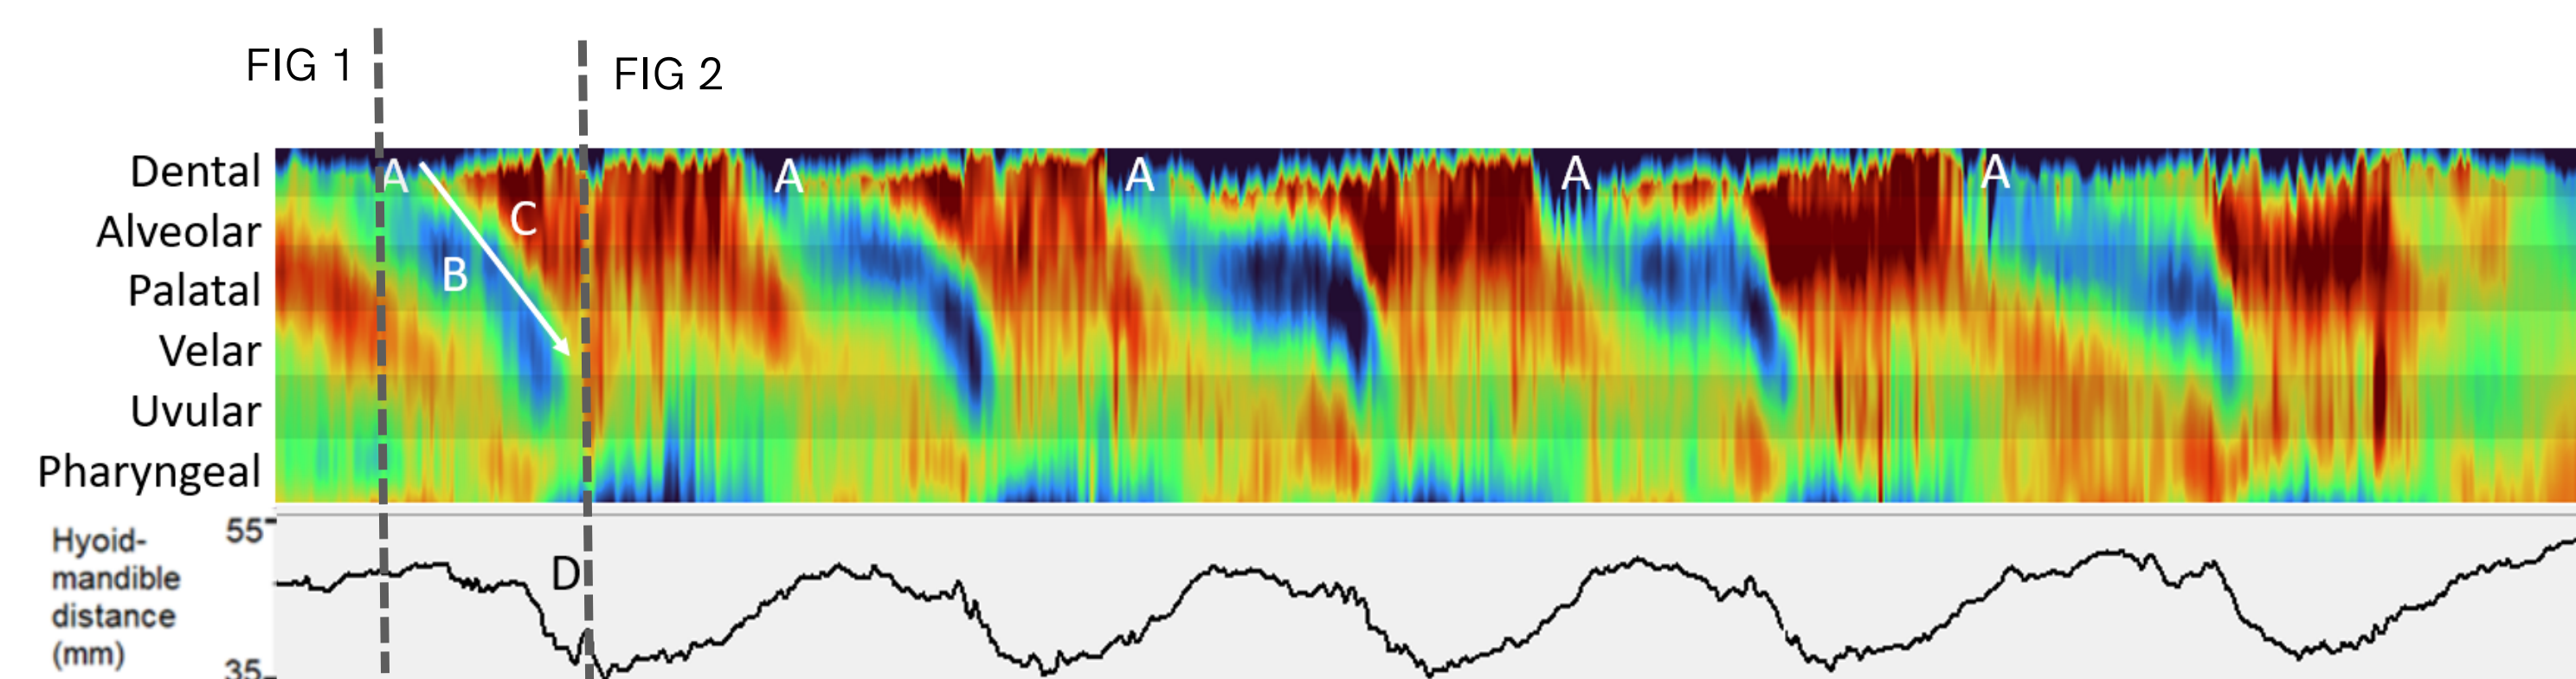 FIG 1
FIG 2
Dental
Alveolar
Palatal
Velar
Uvular
Pharyngeal
A
B
C
A
A
A
A
Hyoid-
mandible
distance
(mm)
55
35
D